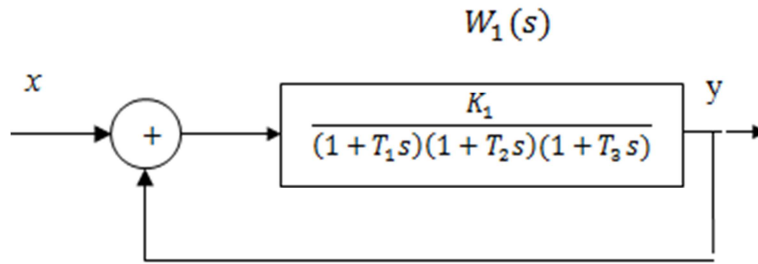 W₁(s)
x
y
+
K₁
(1 + T₁s)(1 + T₂s)(1 + T₃s)